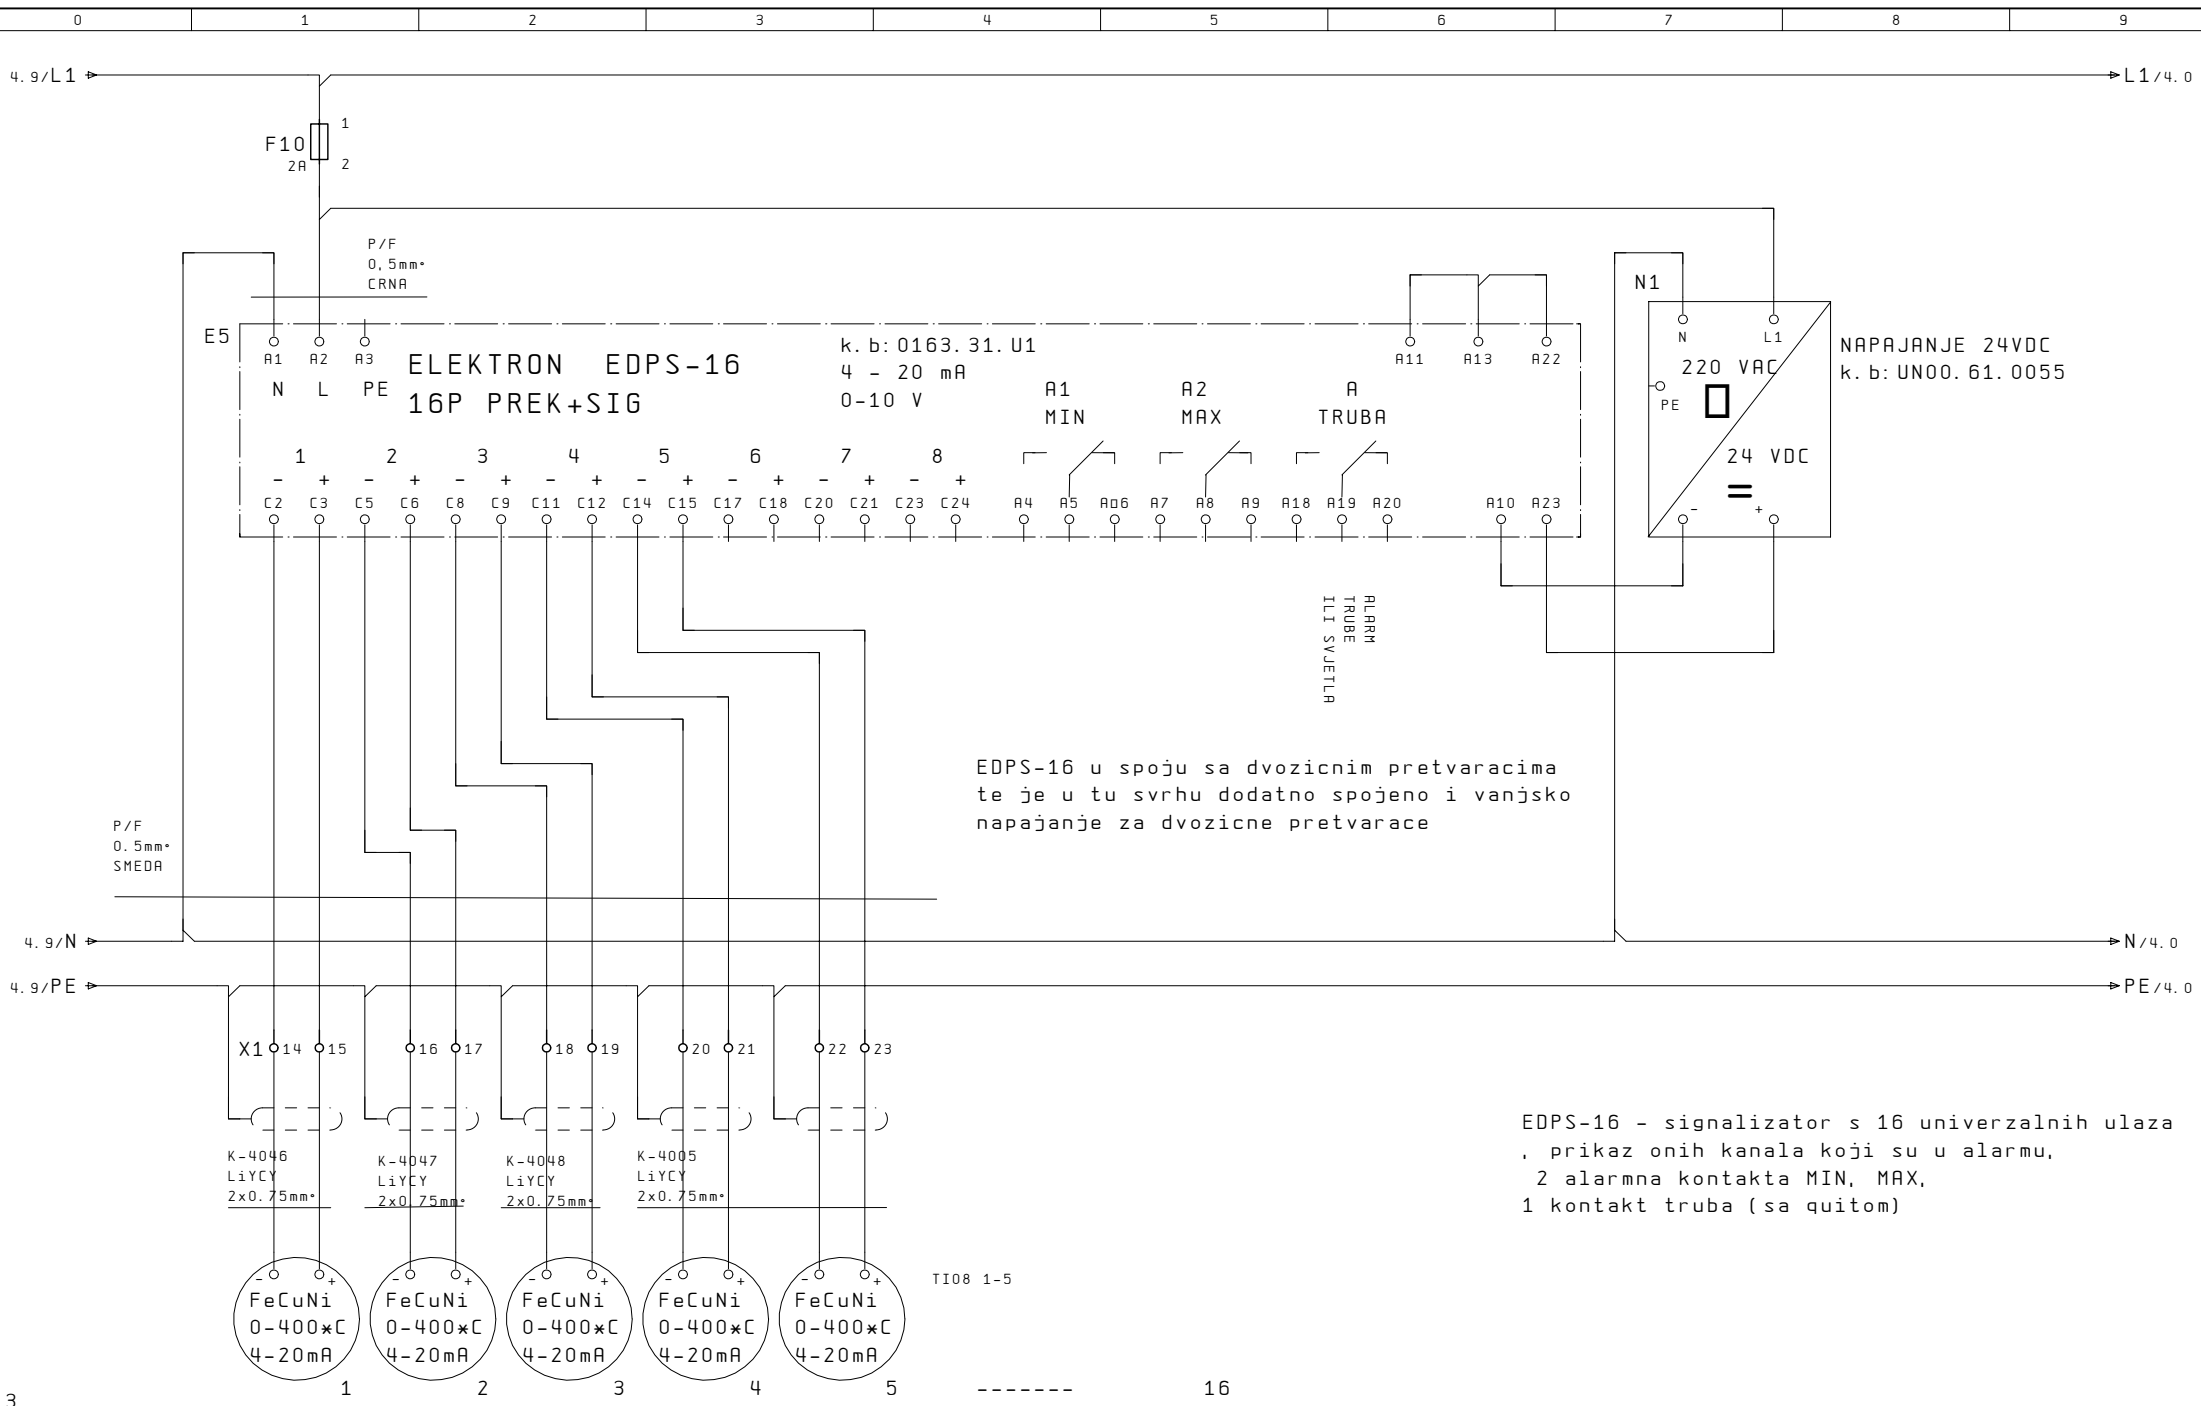 0 1 2 3 4 5 6 7 8 9
4.9/L1
L1/4.0
F10
2A
1
2
P/F
0,5mm°
CRNA
E5
A1 A2 A3
N L PE
ELEKTRON EDPS-16
16P PREK+SIG
k.b:0163.31.U1
4 - 20 mA
0-10 V
A1
MIN
A2
MAX
A
TRUBA
A11 A13 A22
N1
N L1
220 VAC
PE
24 VDC
=
- +
NAPAJANJE 24VDC
k.b:UN00.61.0055
1 2 3 4 5 6 7 8
- + - + - + - + - + - + - + - +
C2 C3 C5 C6 C8 C9 C11 C12 C14 C15 C17 C18 C20 C21 C23 C24 A4 A5 A¤6 A7 A8 A9 A18 A19 A20 A10 A23
ALARM
TRUBE
ILI SVJETLA
EDPS-16 u spoju sa dvozicnim pretvaracima
te je u tu svrhu dodatno spojeno i vanjsko
napajanje za dvozicne pretvarace
P/F
0.5mm°
SMEDA
4.9/N
N/4.0
4.9/PE
PE/4.0
X1 14 15 16 17 18 19 20 21 22 23
K-4046
LiYCY
2x0.75mm°
K-4047
LiYCY
2x0.75mm°
K-4048
LiYCY
2x0.75mm°
K-4005
LiYCY
2x0.75mm°
EDPS-16 - signalizator s 16 univerzalnih ulaza
, prikaz onih kanala koji su u alarmu,
2 alarmna kontakta MIN, MAX,
1 kontakt truba (sa quitom)
- + - + - + - + - +
TI08 1-5
FeCuNi FeCuNi FeCuNi FeCuNi FeCuNi
0-400*C 0-400*C 0-400*C 0-400*C 0-400*C
4-20mA 4-20mA 4-20mA 4-20mA 4-20mA
1 2 3 4 5 ------- 16
3